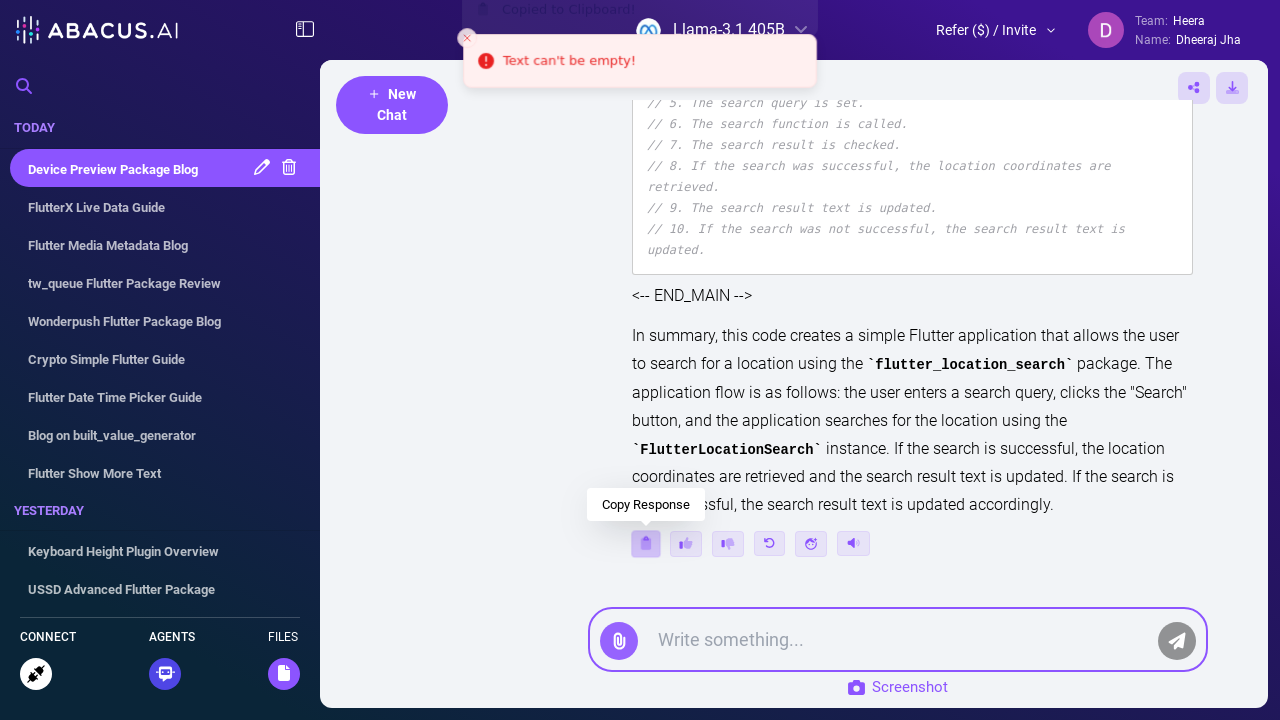 ABACUS.AI
Copied to Clipboard!
Llama-3.1 405B
Refer ($) / Invite
D
Team: Heera
Name: Dheeraj Jha
Text can't be empty!
+ New Chat
TODAY
Device Preview Package Blog
FlutterX Live Data Guide
Flutter Media Metadata Blog
tw_queue Flutter Package Review
Wonderpush Flutter Package Blog
Crypto Simple Flutter Guide
Flutter Date Time Picker Guide
Blog on built_value_generator
Flutter Show More Text
YESTERDAY
Keyboard Height Plugin Overview
USSD Advanced Flutter Package
CONNECT
AGENTS
FILES
// 5. The search query is set.
// 6. The search function is called.
// 7. The search result is checked.
// 8. If the search was successful, the location coordinates are
retrieved.
// 9. The search result text is updated.
// 10. If the search was not successful, the search result text is
updated.
<-- END_MAIN -->
In summary, this code creates a simple Flutter application that allows the user
to search for a location using the `flutter_location_search` package. The
application flow is as follows: the user enters a search query, clicks the "Search"
button, and the application searches for the location using the
`FlutterLocationSearch` instance. If the search is successful, the location
coordinates are retrieved and the search result text is updated. If the search is
ssful, the search result text is updated accordingly.
Copy Response
Write something...
Screenshot